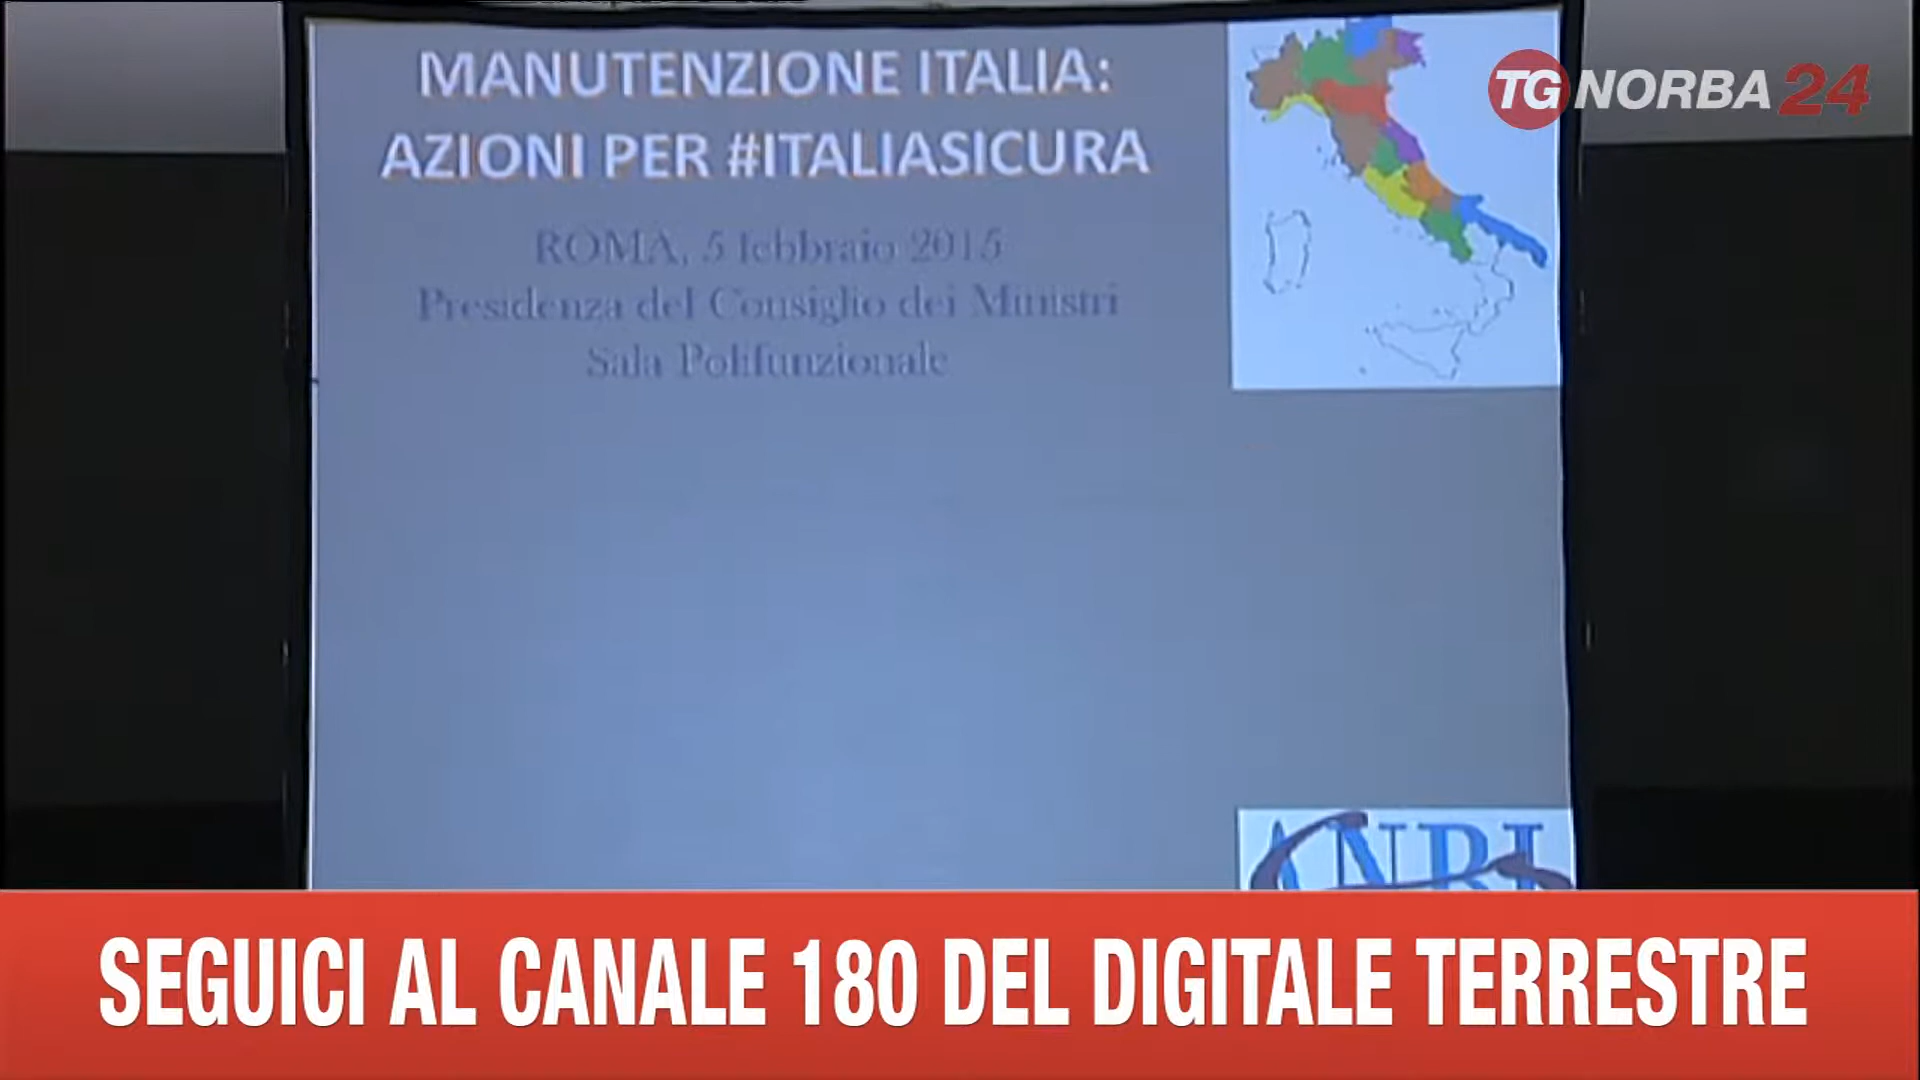 MANUTENZIONE ITALIA:
AZIONI PER #ITALIASICURA
ROMA, 5 febbraio 2015
Presidenza del Consiglio dei Ministri
Sala Polifunzionale
TG NORBA 24
ANBI
SEGUICI AL CANALE 180 DEL DIGITALE TERRESTRE